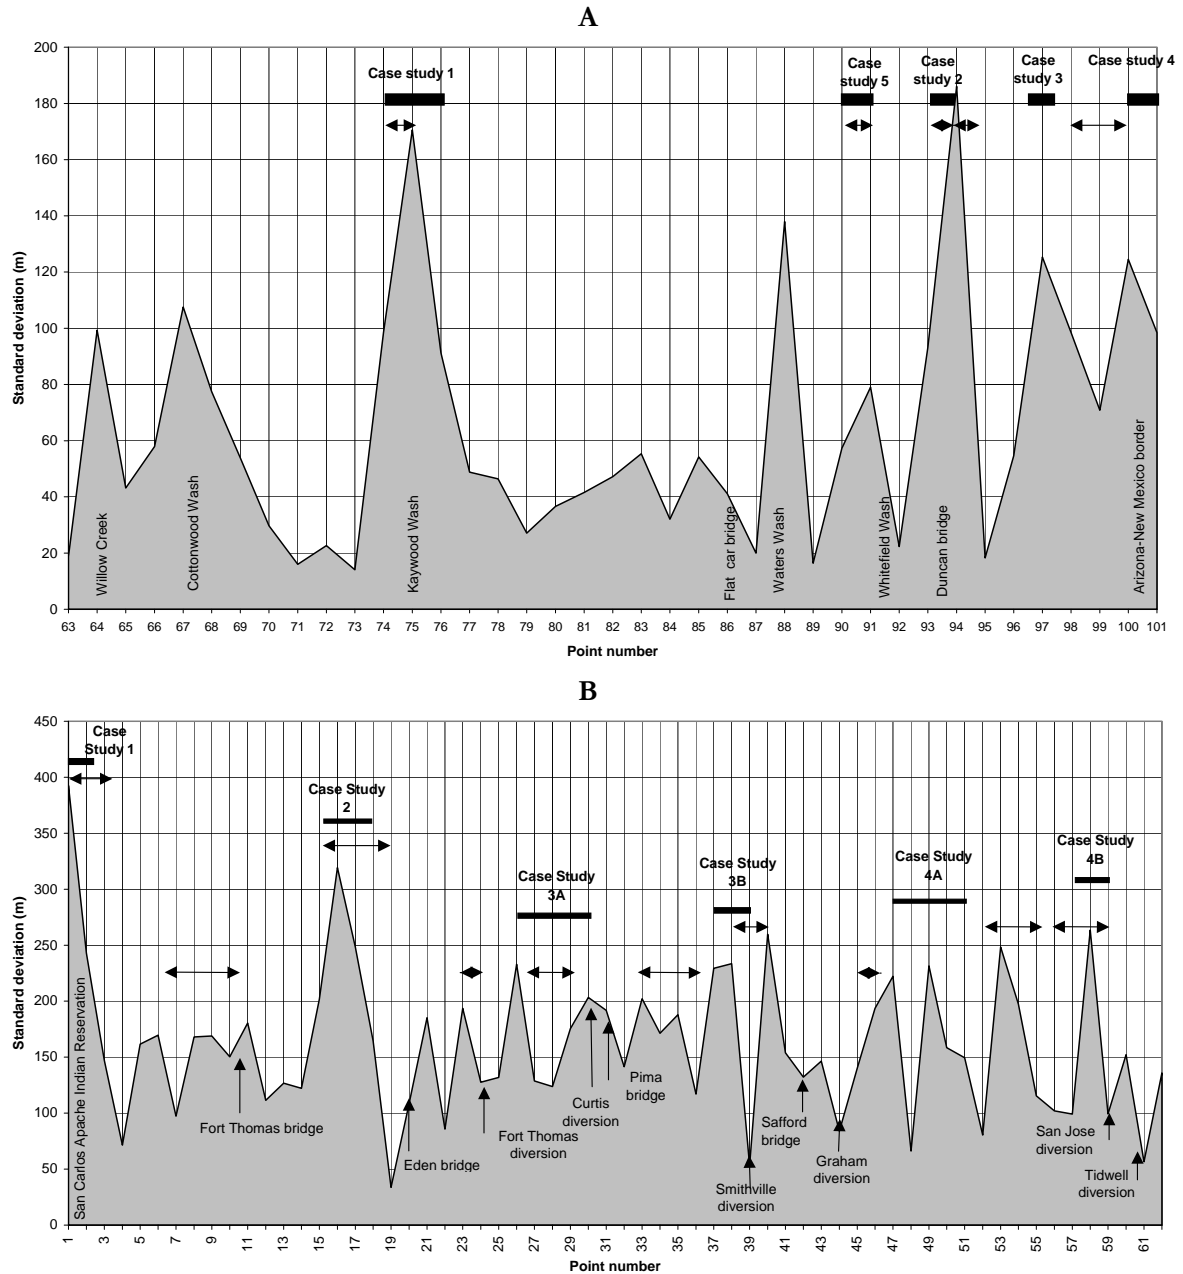 A
200
180
160
140
120
100
80
60
40
20
0
Standard deviation (m)
Case study 1
Case
study 5
Case
study 2
Case
study 3
Case study 4
Willow Creek
Cottonwood Wash
Kaywood Wash
Flat car bridge
Waters Wash
Whitefield Wash
Duncan bridge
Arizona-New Mexico border
63 64 65 66 67 68 69 70 71 72 73 74 75 76 77 78 79 80 81 82 83 84 85 86 87 88 89 90 91 92 93 94 95 96 97 98 99 100 101
Point number
B
450
400
350
300
250
200
150
100
50
0
Standard deviation (m)
Case
Study 1
Case Study
2
Case Study
3A
Case Study
3B
Case Study
4A
Case Study
4B
San Carlos Apache Indian Reservation
Fort Thomas bridge
Eden bridge
Fort Thomas
diversion
Curtis
diversion
Pima
bridge
Smithville
diversion
Safford
bridge
Graham
diversion
San Jose
diversion
Tidwell
diversion
1 3 5 7 9 11 13 15 17 19 21 23 25 27 29 31 33 35 37 39 41 43 45 47 49 51 53 55 57 59 61
Point number